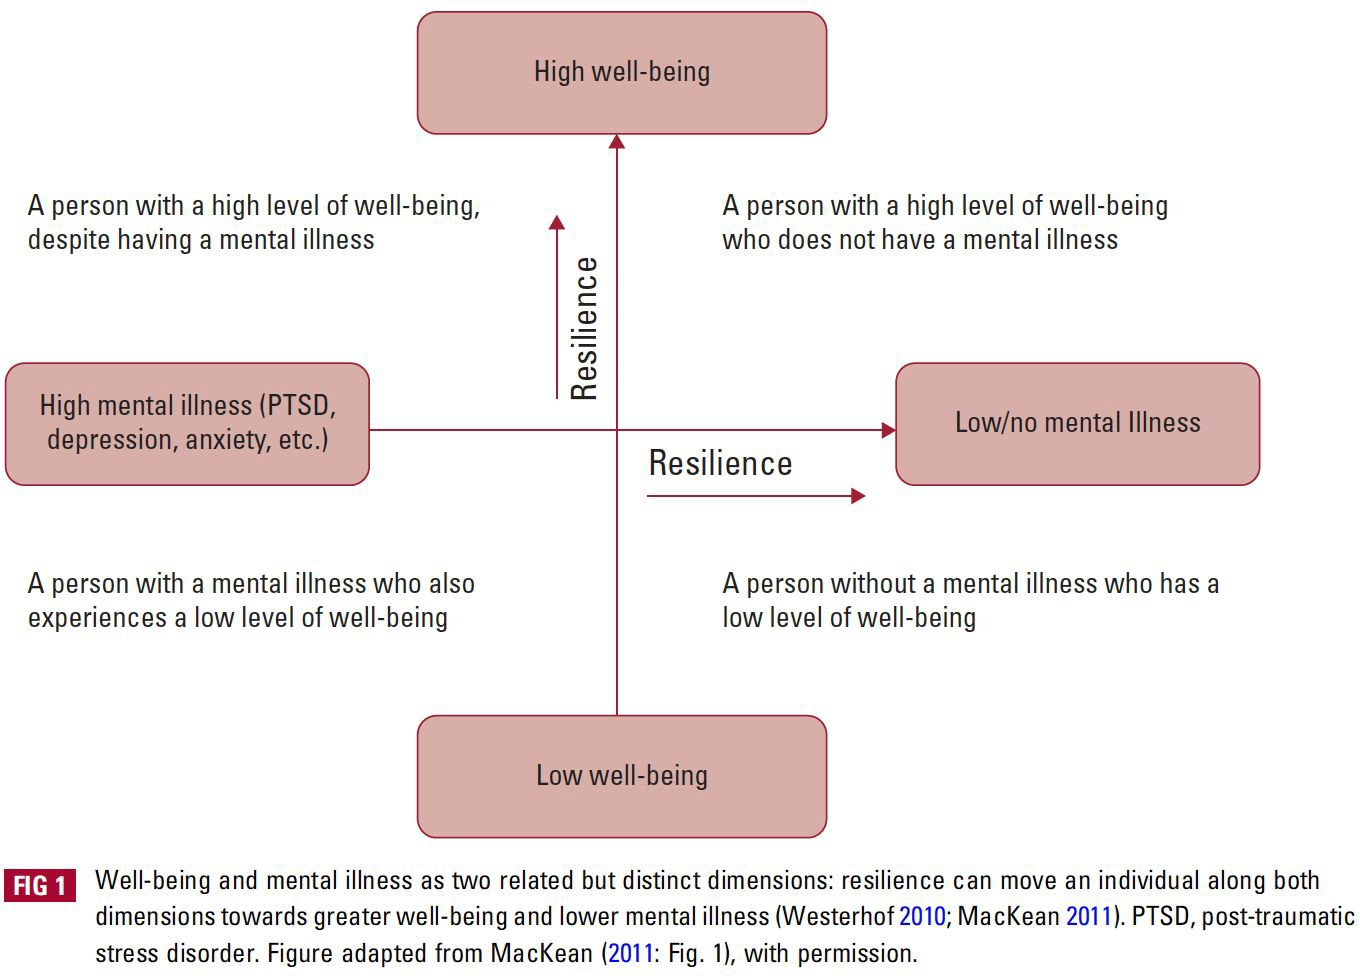 High well-being
A person with a high level of well-being,
despite having a mental illness
A person with a high level of well-being
who does not have a mental illness
Resilience
High mental illness (PTSD,
depression, anxiety, etc.)
Low/no mental Illness
Resilience
A person with a mental illness who also
experiences a low level of well-being
A person without a mental illness who has a
low level of well-being
Low well-being
FIG 1 Well-being and mental illness as two related but distinct dimensions: resilience can move an individual along both
dimensions towards greater well-being and lower mental illness (Westerhof 2010; MacKean 2011). PTSD, post-traumatic
stress disorder. Figure adapted from MacKean (2011: Fig. 1), with permission.